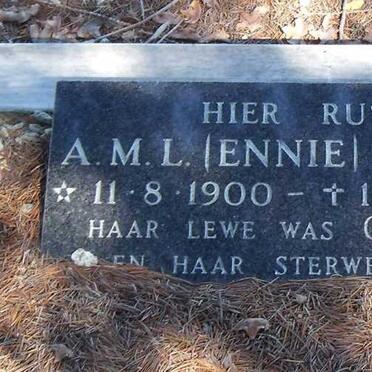 HIER RU
A.M.L. (ENNIE)
☆ 11·8·1900 - ✝ 1
HAAR LEWE WAS
EN HAAR STERWE